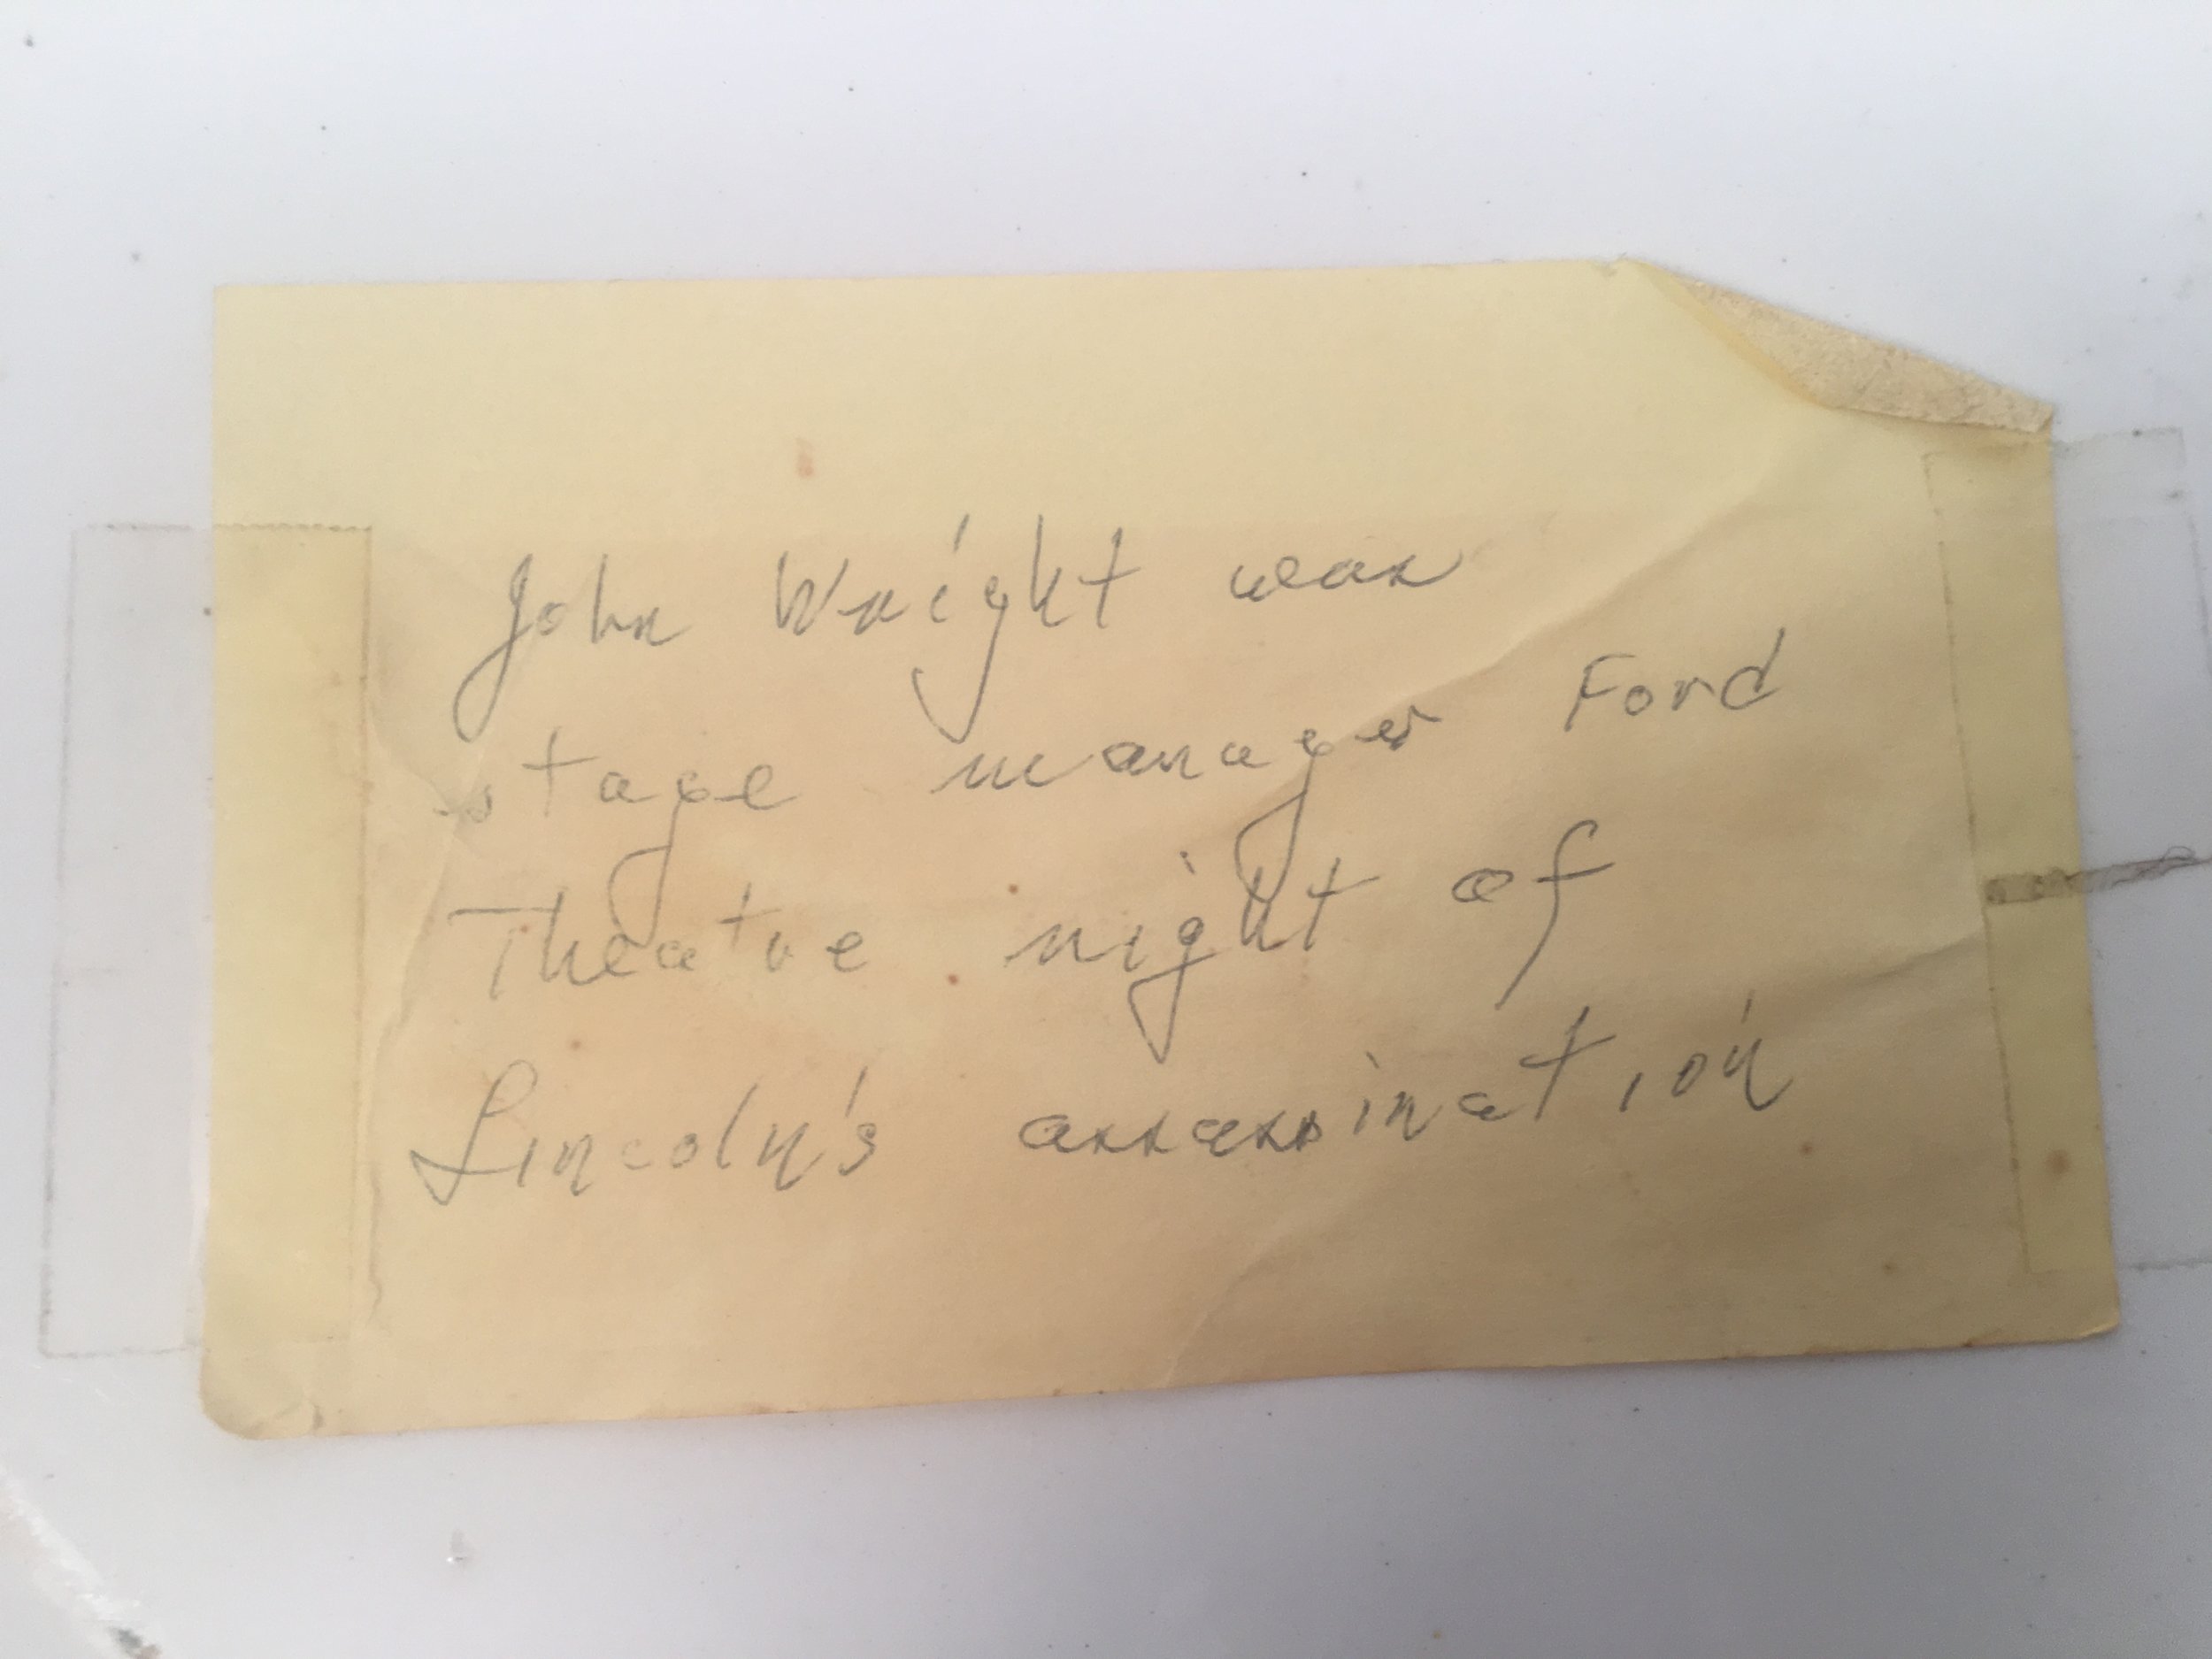 John Wright was
stage manager Ford
Theatre night of
Lincoln's assassination